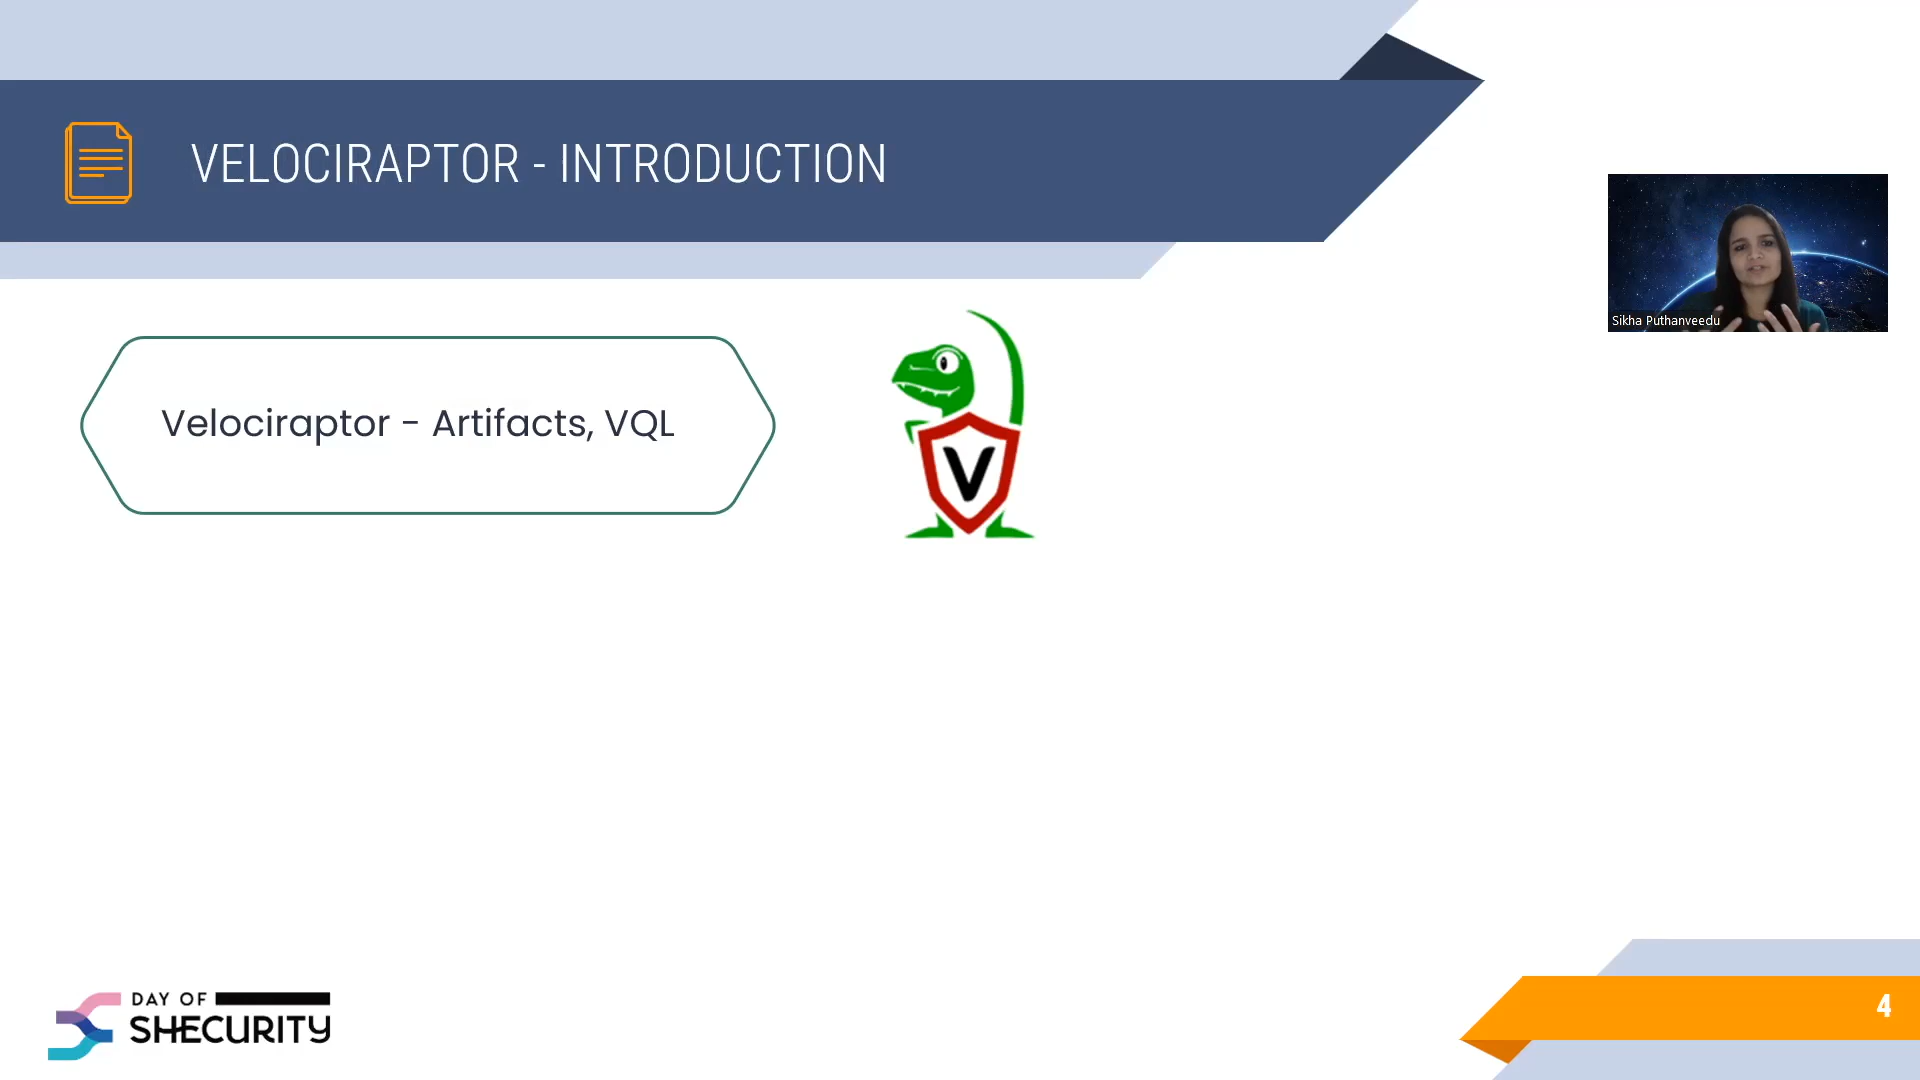 VELOCIRAPTOR - INTRODUCTION
Sikha Puthanveedu
Velociraptor - Artifacts, VQL
V
DAY OF
SHECURITY
4